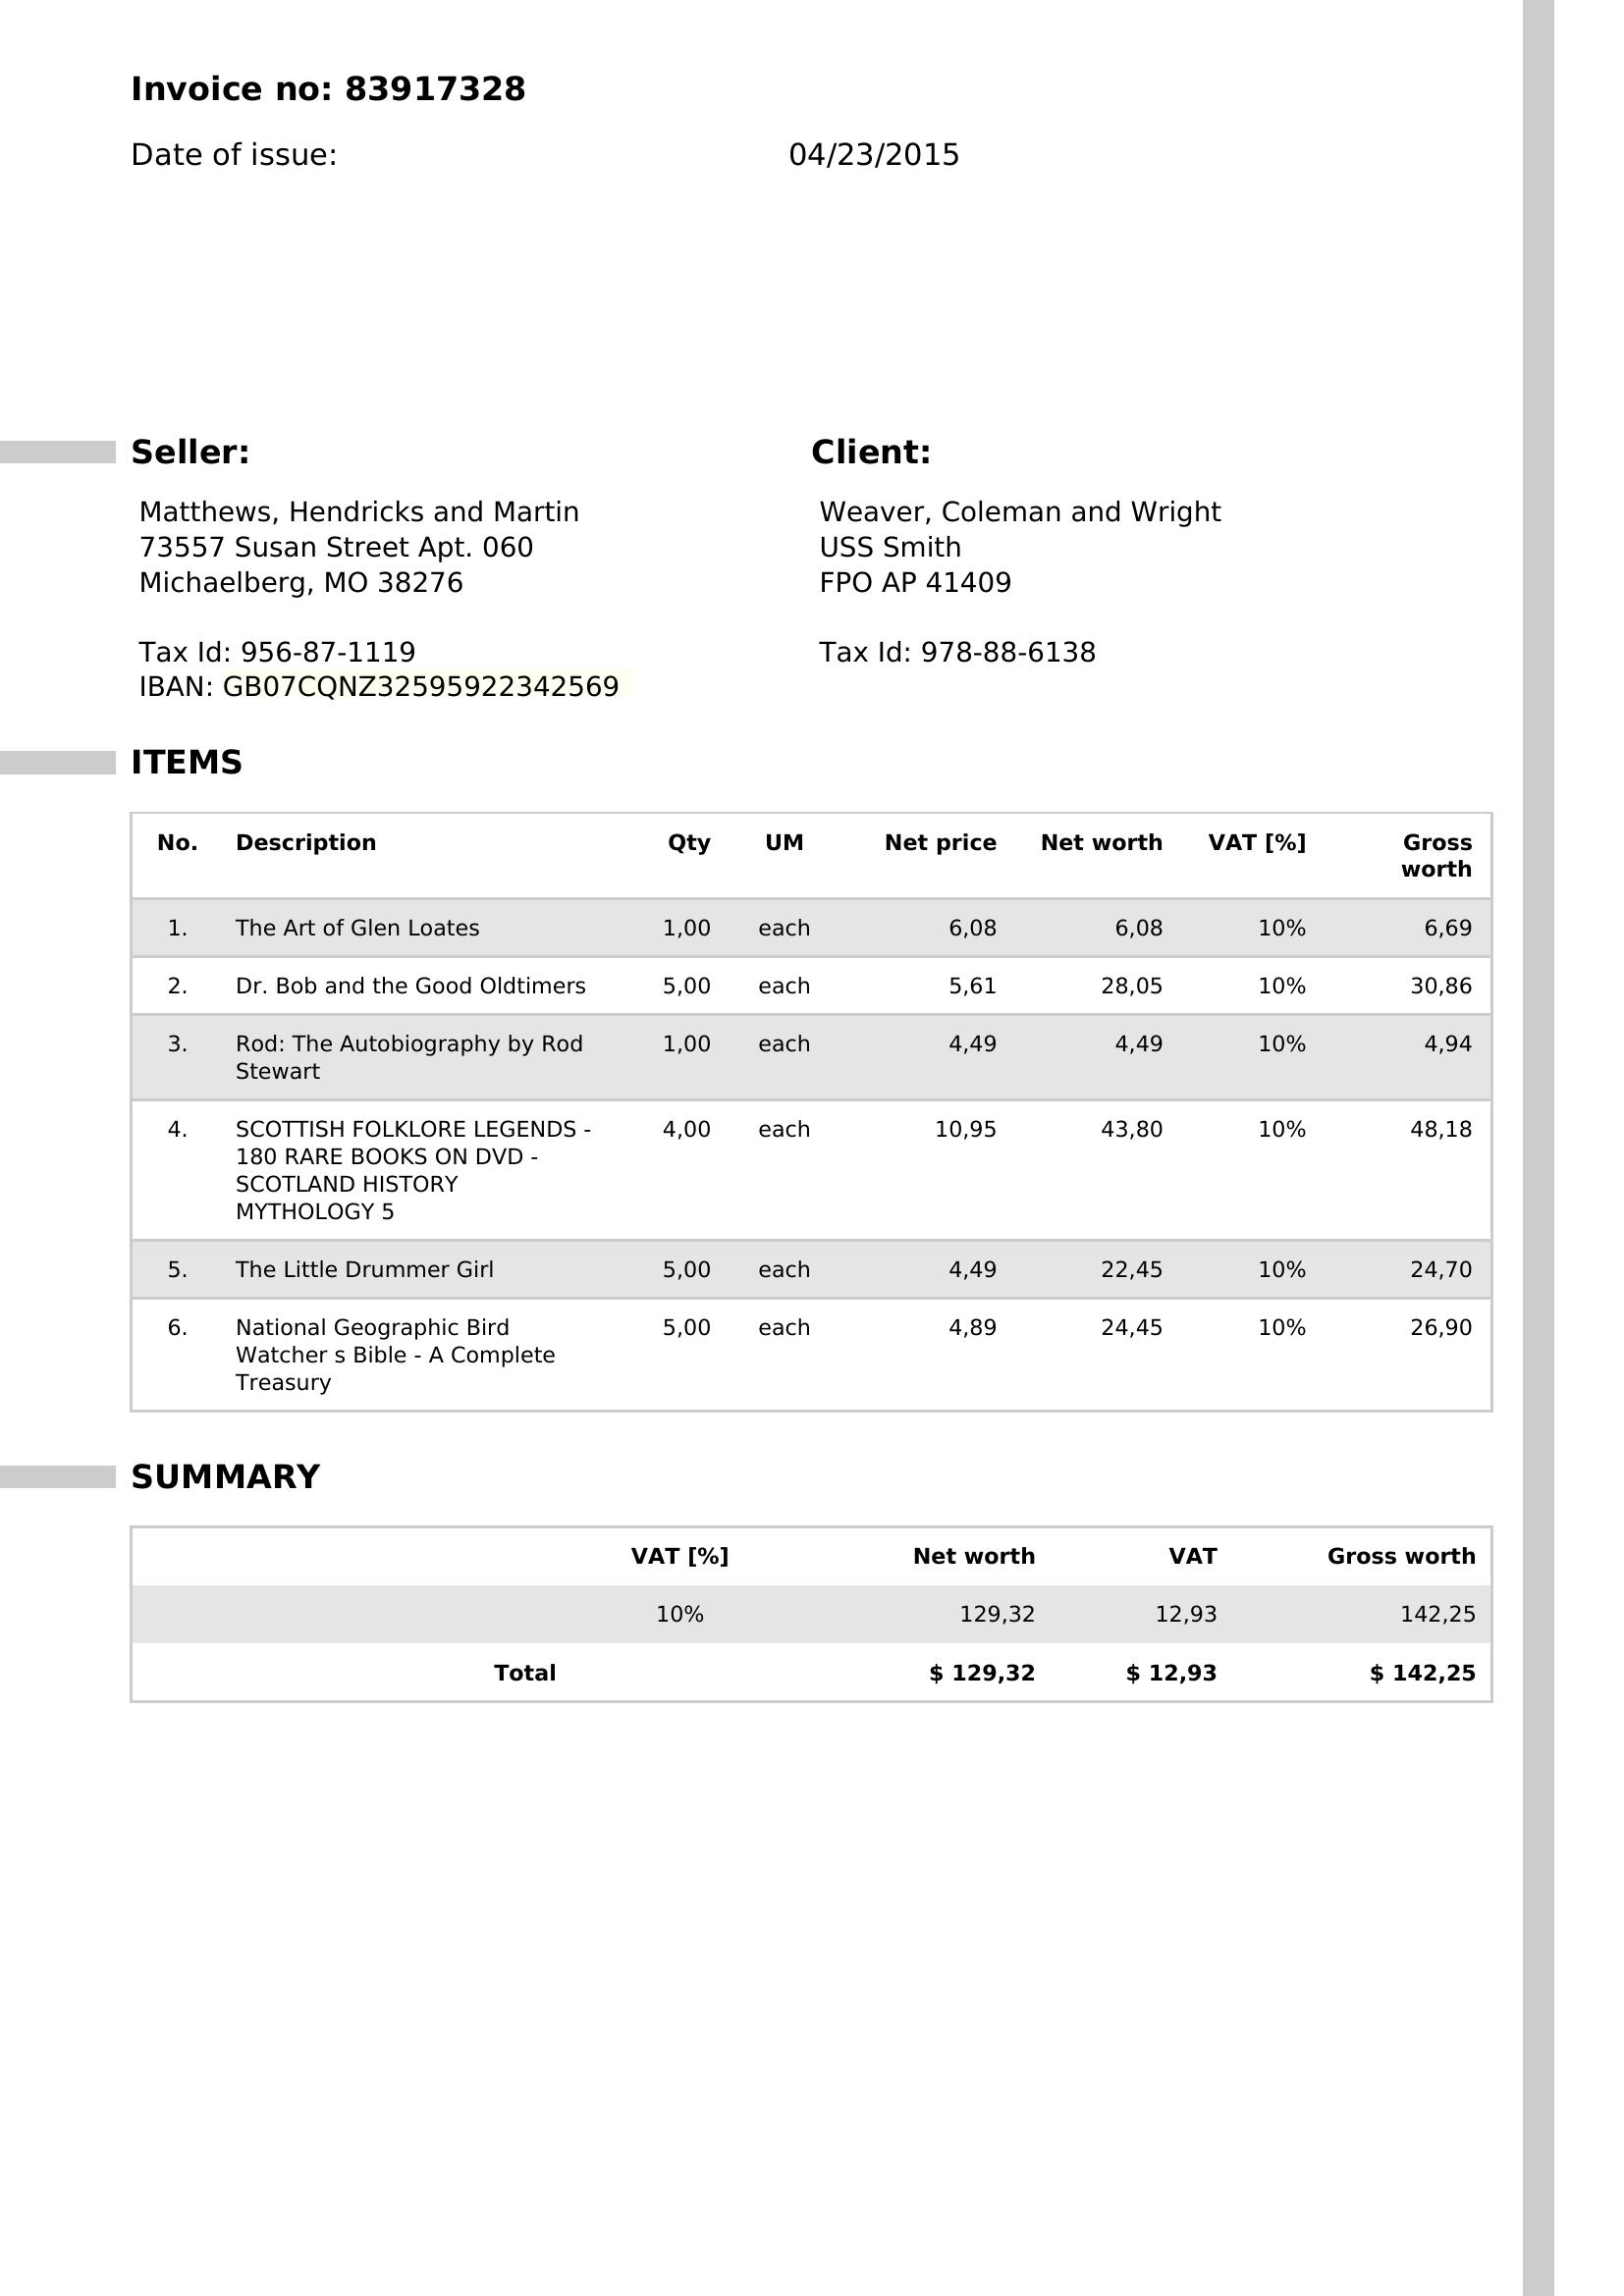 Invoice no: 83917328
Date of issue: 04/23/2015
Seller:
Matthews, Hendricks and Martin
73557 Susan Street Apt. 060
Michaelberg, MO 38276
Tax Id: 956-87-1119
IBAN: GB07CQNZ32595922342569
Client:
Weaver, Coleman and Wright
USS Smith
FPO AP 41409
Tax Id: 978-88-6138
ITEMS
No. Description Qty UM Net price Net worth VAT [%] Gross
worth
1. The Art of Glen Loates 1,00 each 6,08 6,08 10% 6,69
2. Dr. Bob and the Good Oldtimers 5,00 each 5,61 28,05 10% 30,86
3. Rod: The Autobiography by Rod 1,00 each 4,49 4,49 10% 4,94
Stewart
4. SCOTTISH FOLKLORE LEGENDS - 4,00 each 10,95 43,80 10% 48,18
180 RARE BOOKS ON DVD -
SCOTLAND HISTORY
MYTHOLOGY 5
5. The Little Drummer Girl 5,00 each 4,49 22,45 10% 24,70
6. National Geographic Bird 5,00 each 4,89 24,45 10% 26,90
Watcher s Bible - A Complete
Treasury
SUMMARY
VAT [%] Net worth VAT Gross worth
10% 129,32 12,93 142,25
Total $ 129,32 $ 12,93 $ 142,25